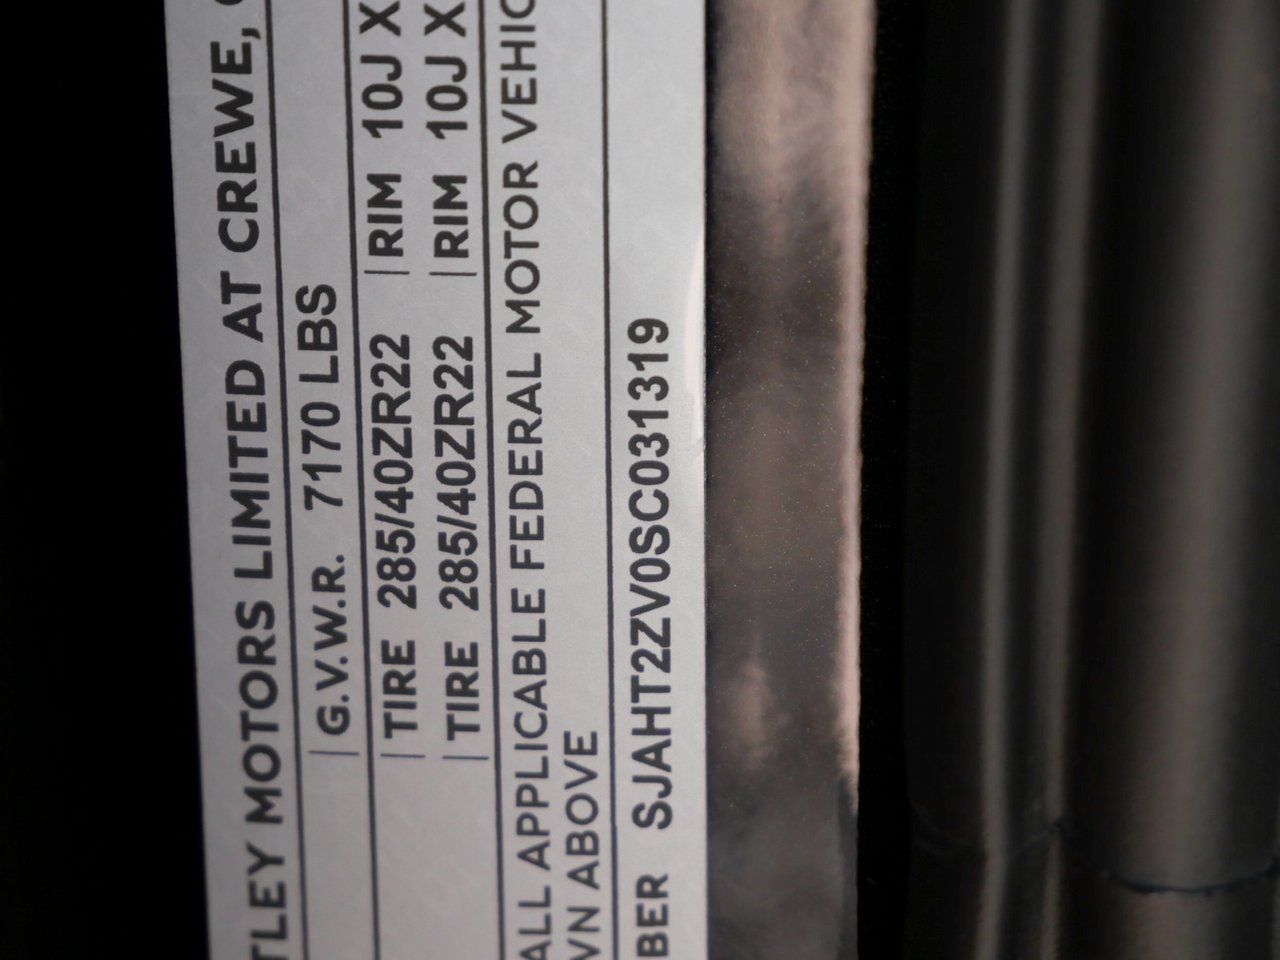 TLEY MOTORS LIMITED AT CREWE,
G.V.W.R. 7170 LBS
TIRE 285/40ZR22 RIM 10J X
TIRE 285/40ZR22 RIM 10J X
ALL APPLICABLE FEDERAL MOTOR VEHIC
WN ABOVE
BER SJAHT2ZV0SC031319